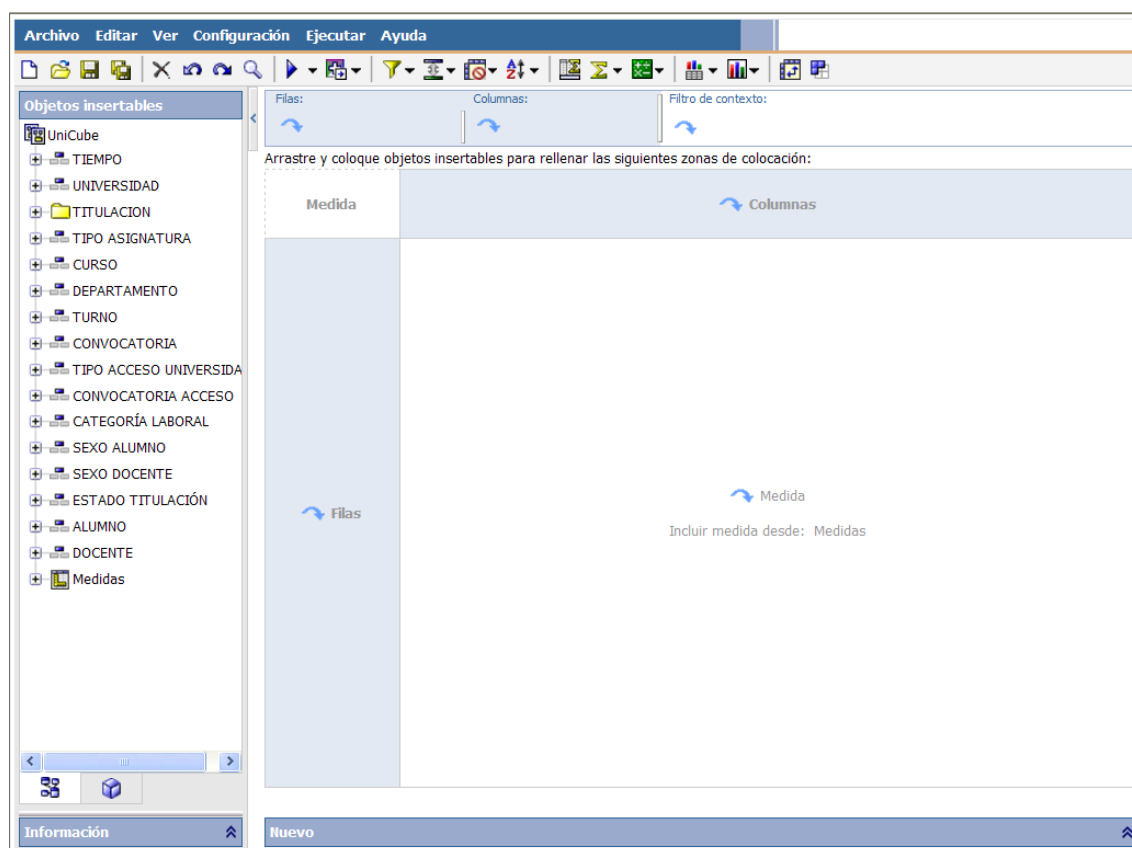 Archivo Editar Ver Configuración Ejecutar Ayuda
Objetos insertables
UniCube
TIEMPO
UNIVERSIDAD
TITULACION
TIPO ASIGNATURA
CURSO
DEPARTAMENTO
TURNO
CONVOCATORIA
TIPO ACCESO UNIVERSIDA
CONVOCATORIA ACCESO
CATEGORÍA LABORAL
SEXO ALUMNO
SEXO DOCENTE
ESTADO TITULACIÓN
ALUMNO
DOCENTE
Medidas
Información
Filas: Columnas: Filtro de contexto:
Arrastre y coloque objetos insertables para rellenar las siguientes zonas de colocación:
Medida Columnas
Filas
Medida
Incluir medida desde: Medidas
Nuevo